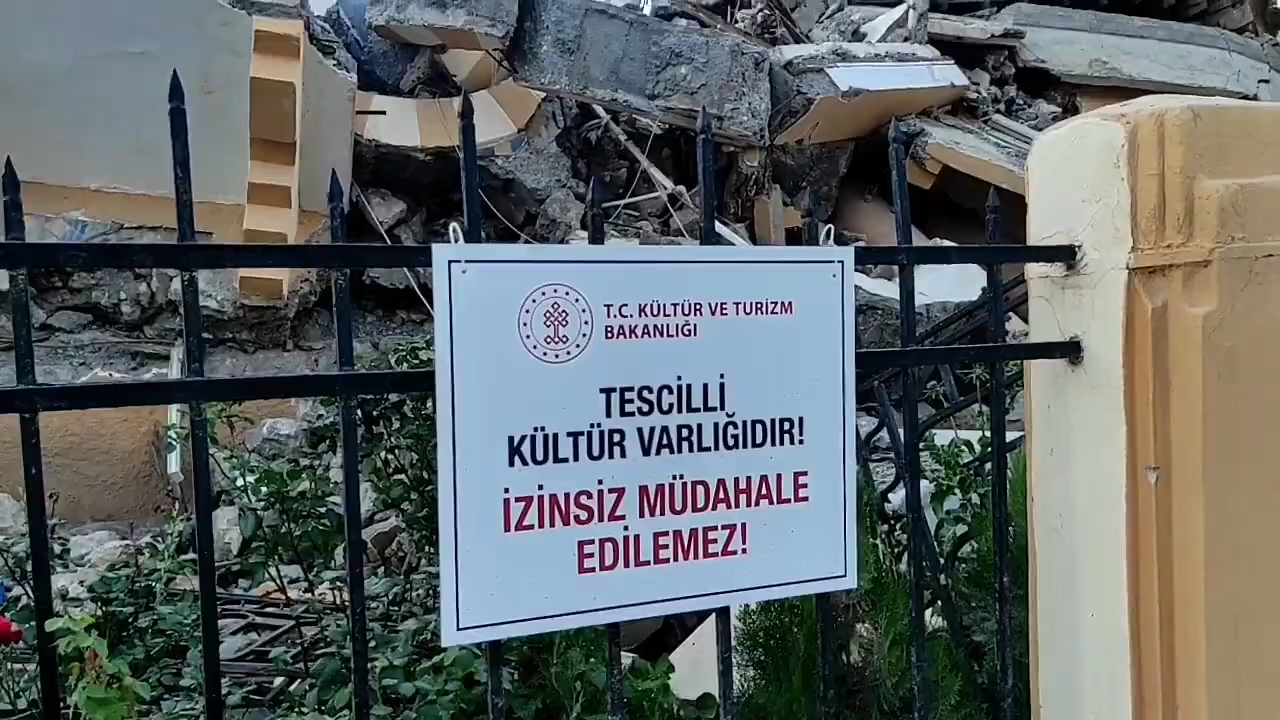 T.C. KÜLTÜR VE TURİZM
BAKANLIĞI
TESCİLLİ
KÜLTÜR VARLIĞIDIR!
İZİNSİZ MÜDAHALE
EDİLEMEZ!